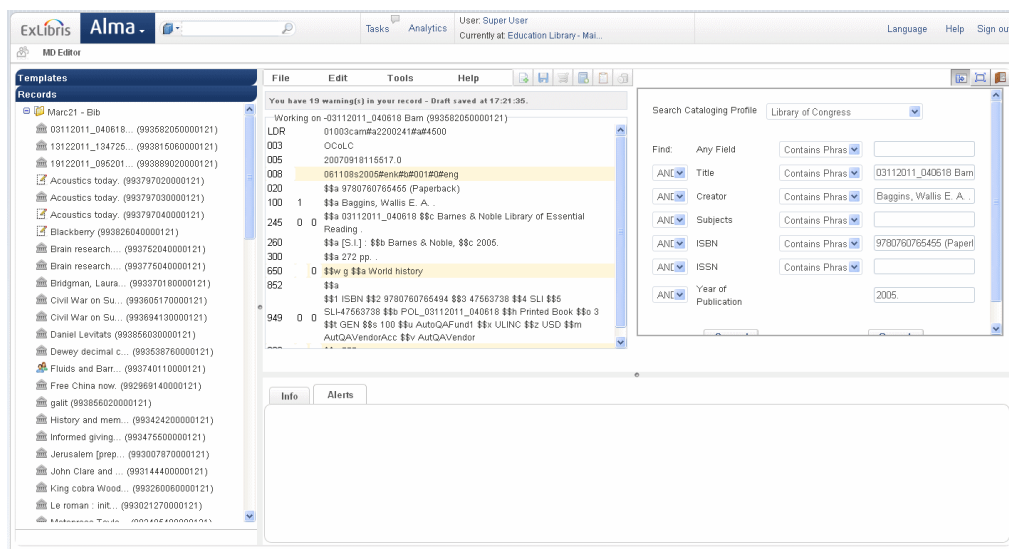 ExLibris Alma
Tasks Analytics
User: Super User
Currently at: Education Library - Mai...
Language Help Sign ou
MD Editor
Templates
Records
Marc21 - Bib
03112011_040618... (993582050000121)
13122011_134725... (993815060000121)
19122011_095201... (993889020000121)
Acoustics today. (993797020000121)
Acoustics today. (993797030000121)
Acoustics today. (993797040000121)
Blackberry (993826040000121)
Brain research.... (993752040000121)
Brain research.... (993775040000121)
Bridgman, Laura... (993370180000121)
Civil War on Su... (993605170000121)
Civil War on Su... (993694130000121)
Daniel Levitats (993856030000121)
Dewey decimal c... (993538760000121)
Fluids and Barr... (993740110000121)
Free China now. (992969140000121)
galit (993856020000121)
History and mem... (993424200000121)
Informed giving... (993475500000121)
Jerusalem [prep... (993007870000121)
John Clare and ... (993144400000121)
King cobra Wood... (993260060000121)
Le roman : init... (993021270000121)
File Edit Tools Help
You have 19 warning(s) in your record - Draft saved at 17:21:35.
Working on -03112011_040618 Bam (993582050000121)
LDR 01003cam#a2200241#a#4500
003 OCoLC
005 20070918115517.0
008 061108s2005#enk#b#001#0#eng
020 $$a 9780760765455 (Paperback)
100 1 $$a Baggins, Wallis E. A. .
245 0 0 $$a 03112011_040618 $$c Barnes & Noble Library of Essential
Reading .
260 $$a [S.l.] : $$b Barnes & Noble, $$c 2005.
300 $$a 272 pp. .
650 0 $$w g $$a World history
852 $$a
949 0 0 $$1 ISBN $$2 9780760765494 $$3 47563738 $$4 SLI $$5
SLI-47563738 $$b POL_03112011_040618 $$h Printed Book $$o 3
$$t GEN $$s 100 $$u AutoQAFund1 $$x ULINC $$z USD $$m
AutQAVendorAcc $$v AutQAVendor
Search Cataloging Profile Library of Congress
Find: Any Field Contains Phras
AND Title Contains Phras 03112011_040618 Bam
AND Creator Contains Phras Baggins, Wallis E. A. .
AND Subjects Contains Phras
AND ISBN Contains Phras 9780760765455 (Paperl
AND ISSN Contains Phras
AND Year of
Publication 2005.
Info Alerts